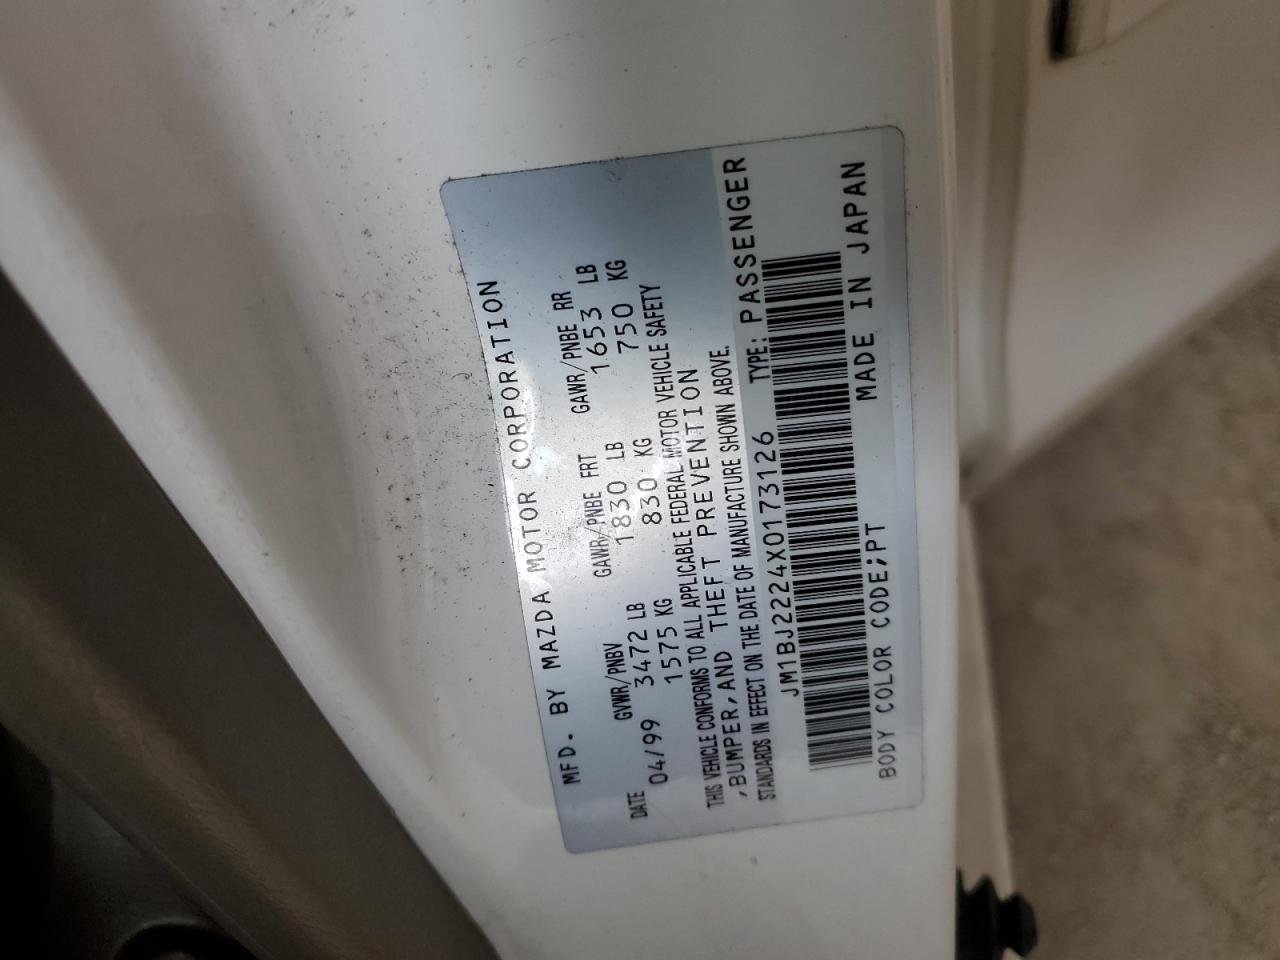 MFD. BY MAZDA MOTOR CORPORATION
DATE GVWR/PNBV GAWR/PNBE FRT GAWR/PNBE RR
04/99 3472 LB 1830 LB 1653 LB
1575 KG 830 KG 750 KG
THIS VEHICLE CONFORMS TO ALL APPLICABLE FEDERAL MOTOR VEHICLE SAFETY
,BUMPER,AND THEFT PREVENTION
STANDARDS IN EFFECT ON THE DATE OF MANUFACTURE SHOWN ABOVE.
JM1BJ2224X0173126 TYPE: PASSENGER
BODY COLOR CODE;PT MADE IN JAPAN